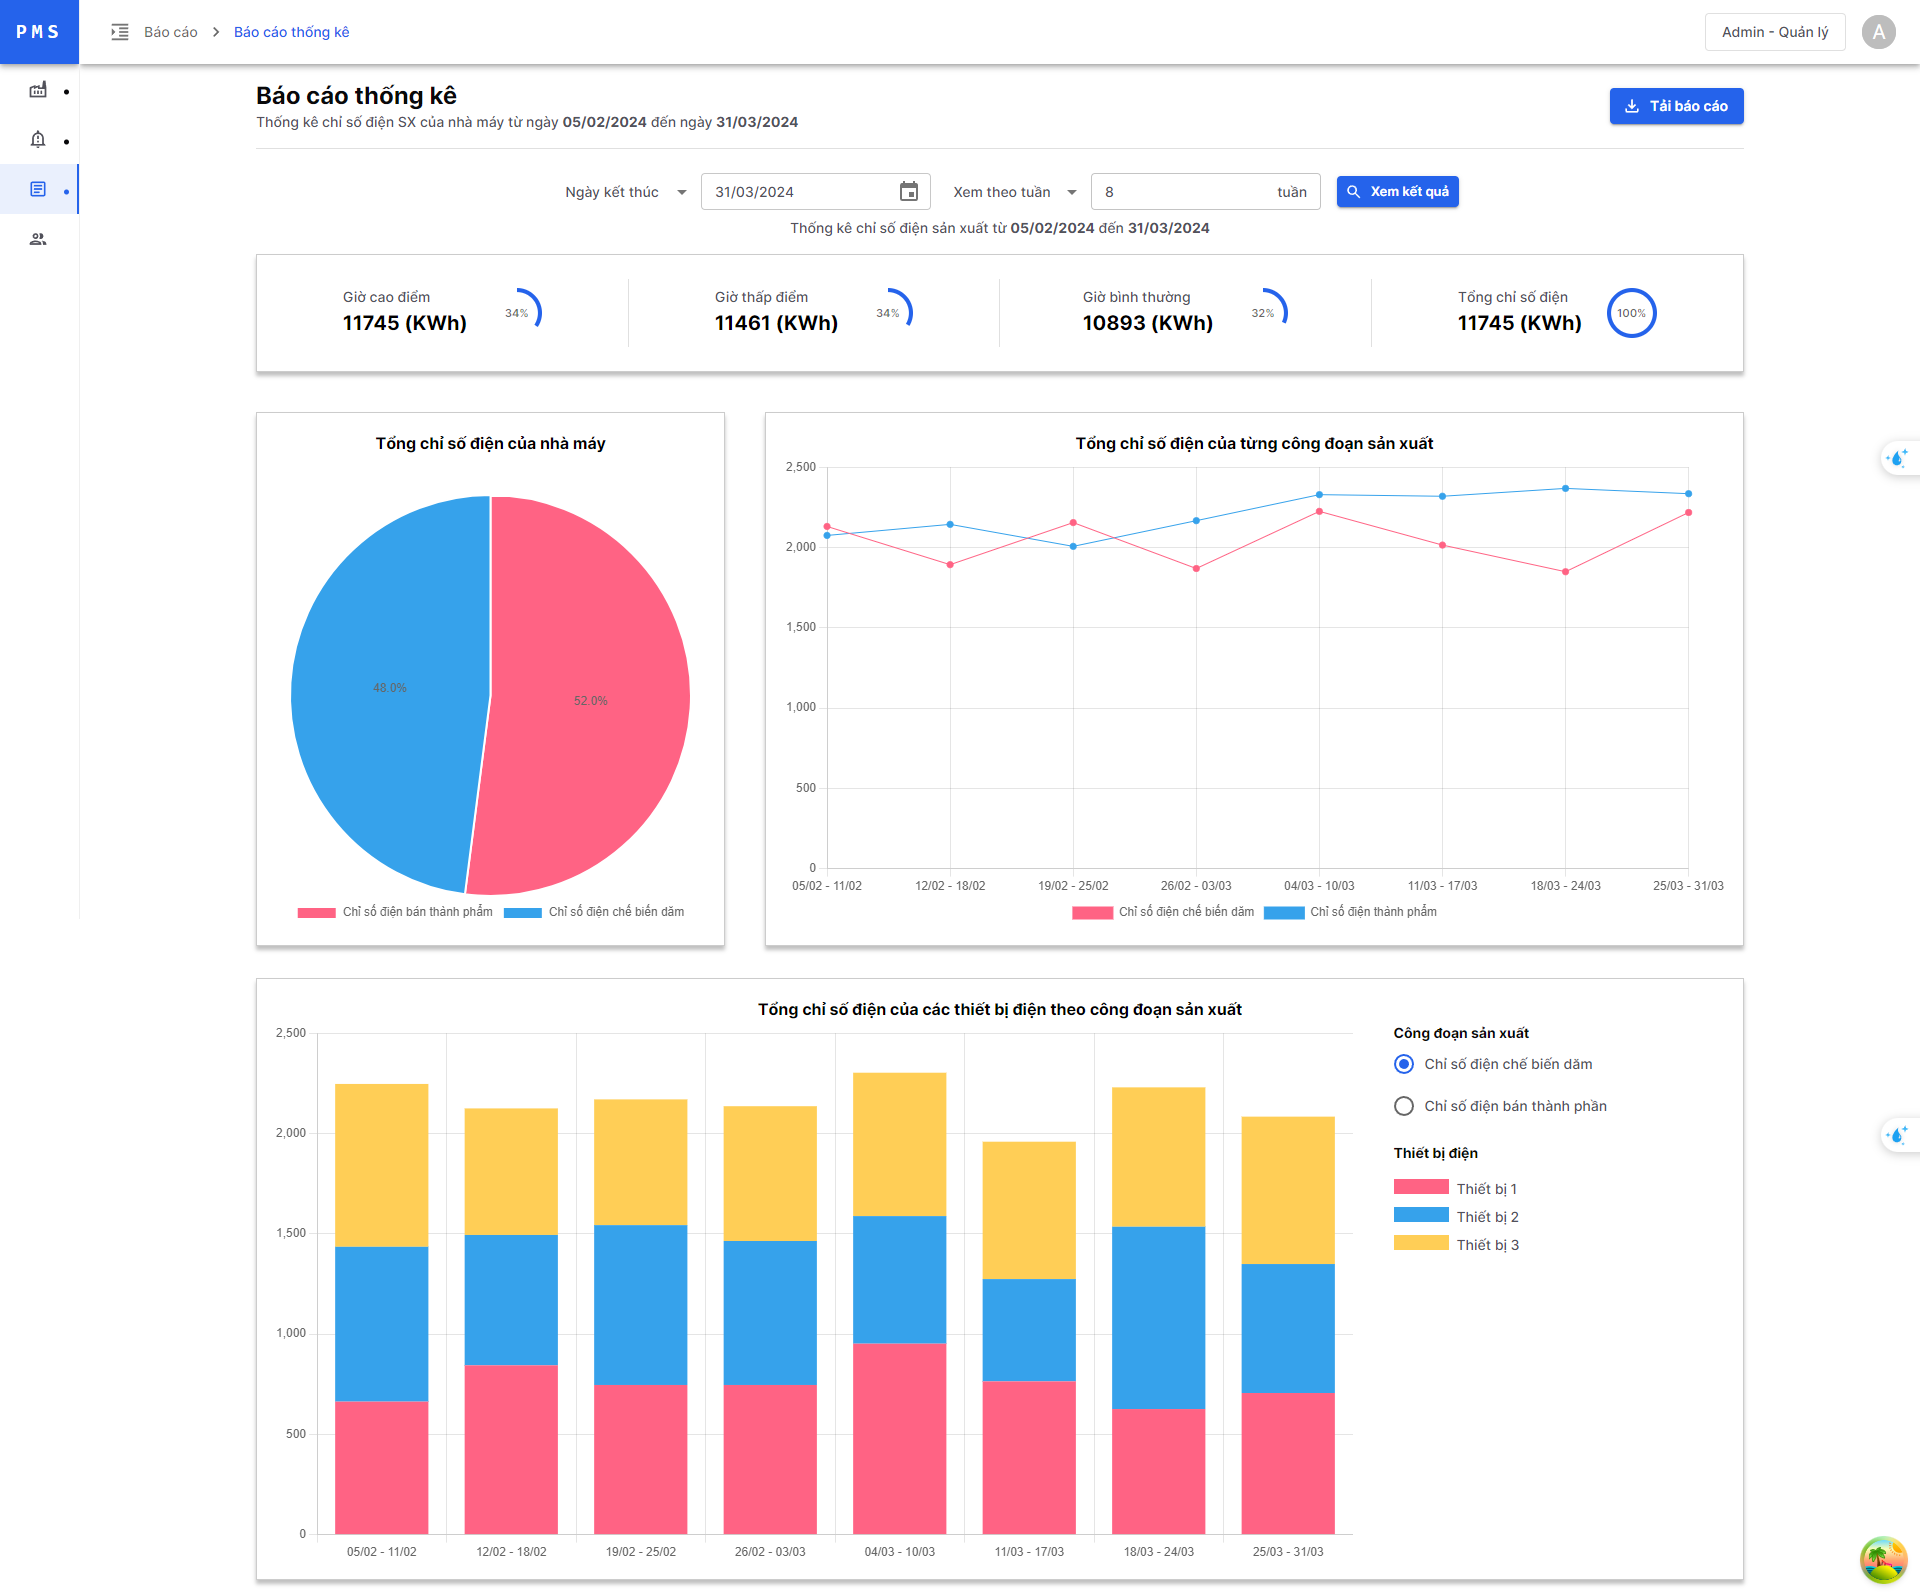 PMS
Báo cáo > Báo cáo thống kê
Admin - Quản lý
A
Báo cáo thống kê
Thống kê chỉ số điện SX của nhà máy từ ngày 05/02/2024 đến ngày 31/03/2024
Tải báo cáo
Ngày kết thúc
31/03/2024
Xem theo tuần
8 tuần
Xem kết quả
Thống kê chỉ số điện sản xuất từ 05/02/2024 đến 31/03/2024
Giờ cao điểm
11745 (KWh)
34%
Giờ thấp điểm
11461 (KWh)
34%
Giờ bình thường
10893 (KWh)
32%
Tổng chỉ số điện
11745 (KWh)
100%
Tổng chỉ số điện của nhà máy
48.0%
52.0%
Chỉ số điện bán thành phẩm
Chỉ số điện chế biến dăm
Tổng chỉ số điện của từng công đoạn sản xuất
2,500
2,000
1,500
1,000
500
0
05/02 - 11/02
12/02 - 18/02
19/02 - 25/02
26/02 - 03/03
04/03 - 10/03
11/03 - 17/03
18/03 - 24/03
25/03 - 31/03
Chỉ số điện chế biến dăm
Chỉ số điện thành phẩm
Tổng chỉ số điện của các thiết bị điện theo công đoạn sản xuất
2,500
2,000
1,500
1,000
500
0
05/02 - 11/02
12/02 - 18/02
19/02 - 25/02
26/02 - 03/03
04/03 - 10/03
11/03 - 17/03
18/03 - 24/03
25/03 - 31/03
Công đoạn sản xuất
Chỉ số điện chế biến dăm
Chỉ số điện bán thành phần
Thiết bị điện
Thiết bị 1
Thiết bị 2
Thiết bị 3